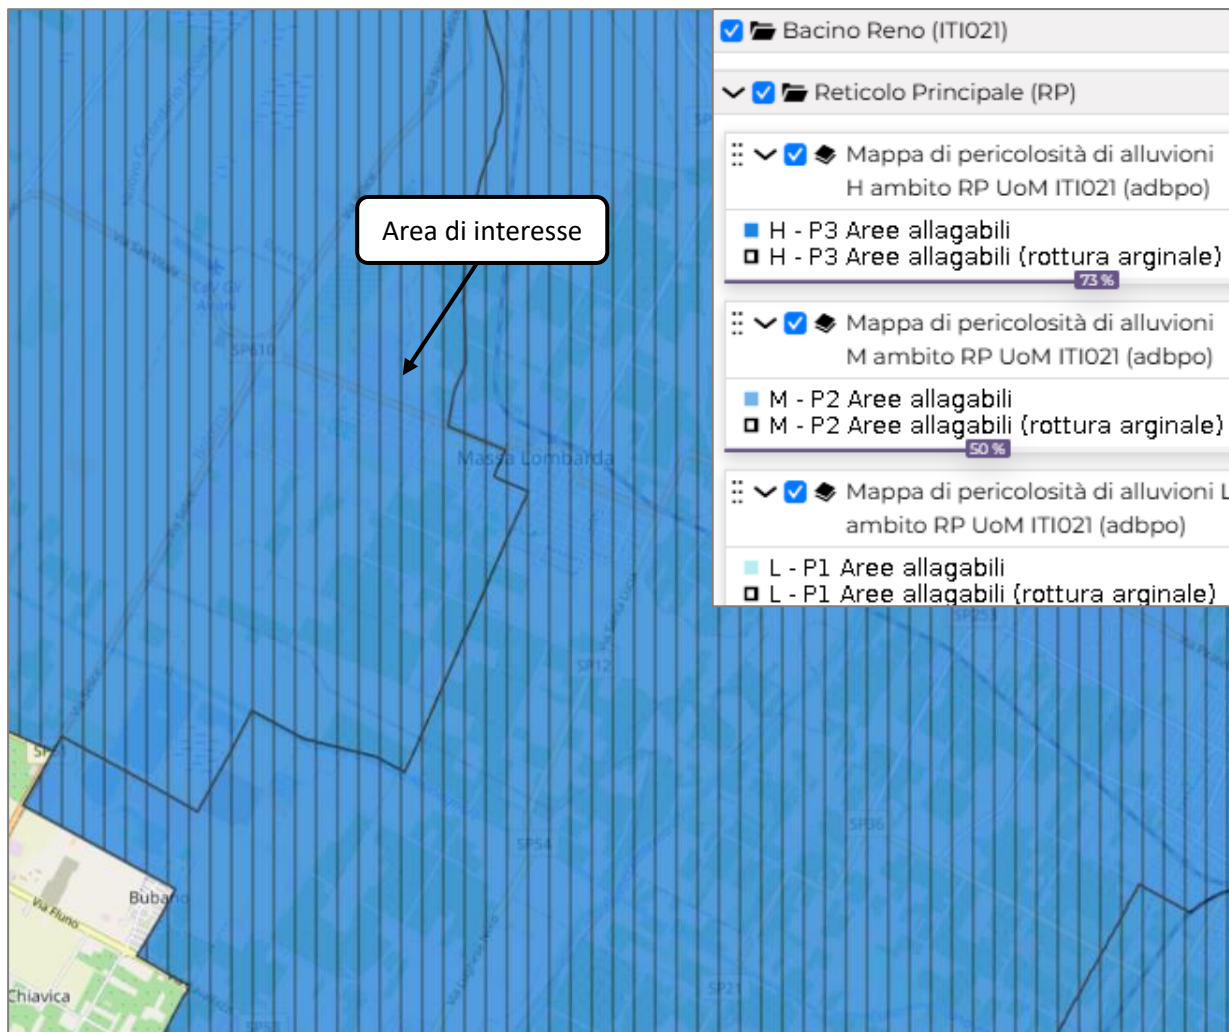 Bacino Reno (ITI021)
Reticolo Principale (RP)
Mappa di pericolosità di alluvioni
H ambito RP UoM ITI021 (adbpo)
H - P3 Aree allagabili
H - P3 Aree allagabili (rottura arginale)
73 %
Mappa di pericolosità di alluvioni
M ambito RP UoM ITI021 (adbpo)
M - P2 Aree allagabili
M - P2 Aree allagabili (rottura arginale)
50 %
Mappa di pericolosità di alluvioni L
ambito RP UoM ITI021 (adbpo)
L - P1 Aree allagabili
L - P1 Aree allagabili (rottura arginale)
Area di interesse
SP610
Massa Lombarda
SP253
SP12
SP54
SP36
Bubano
Via Fluno
Chiavica
SP21